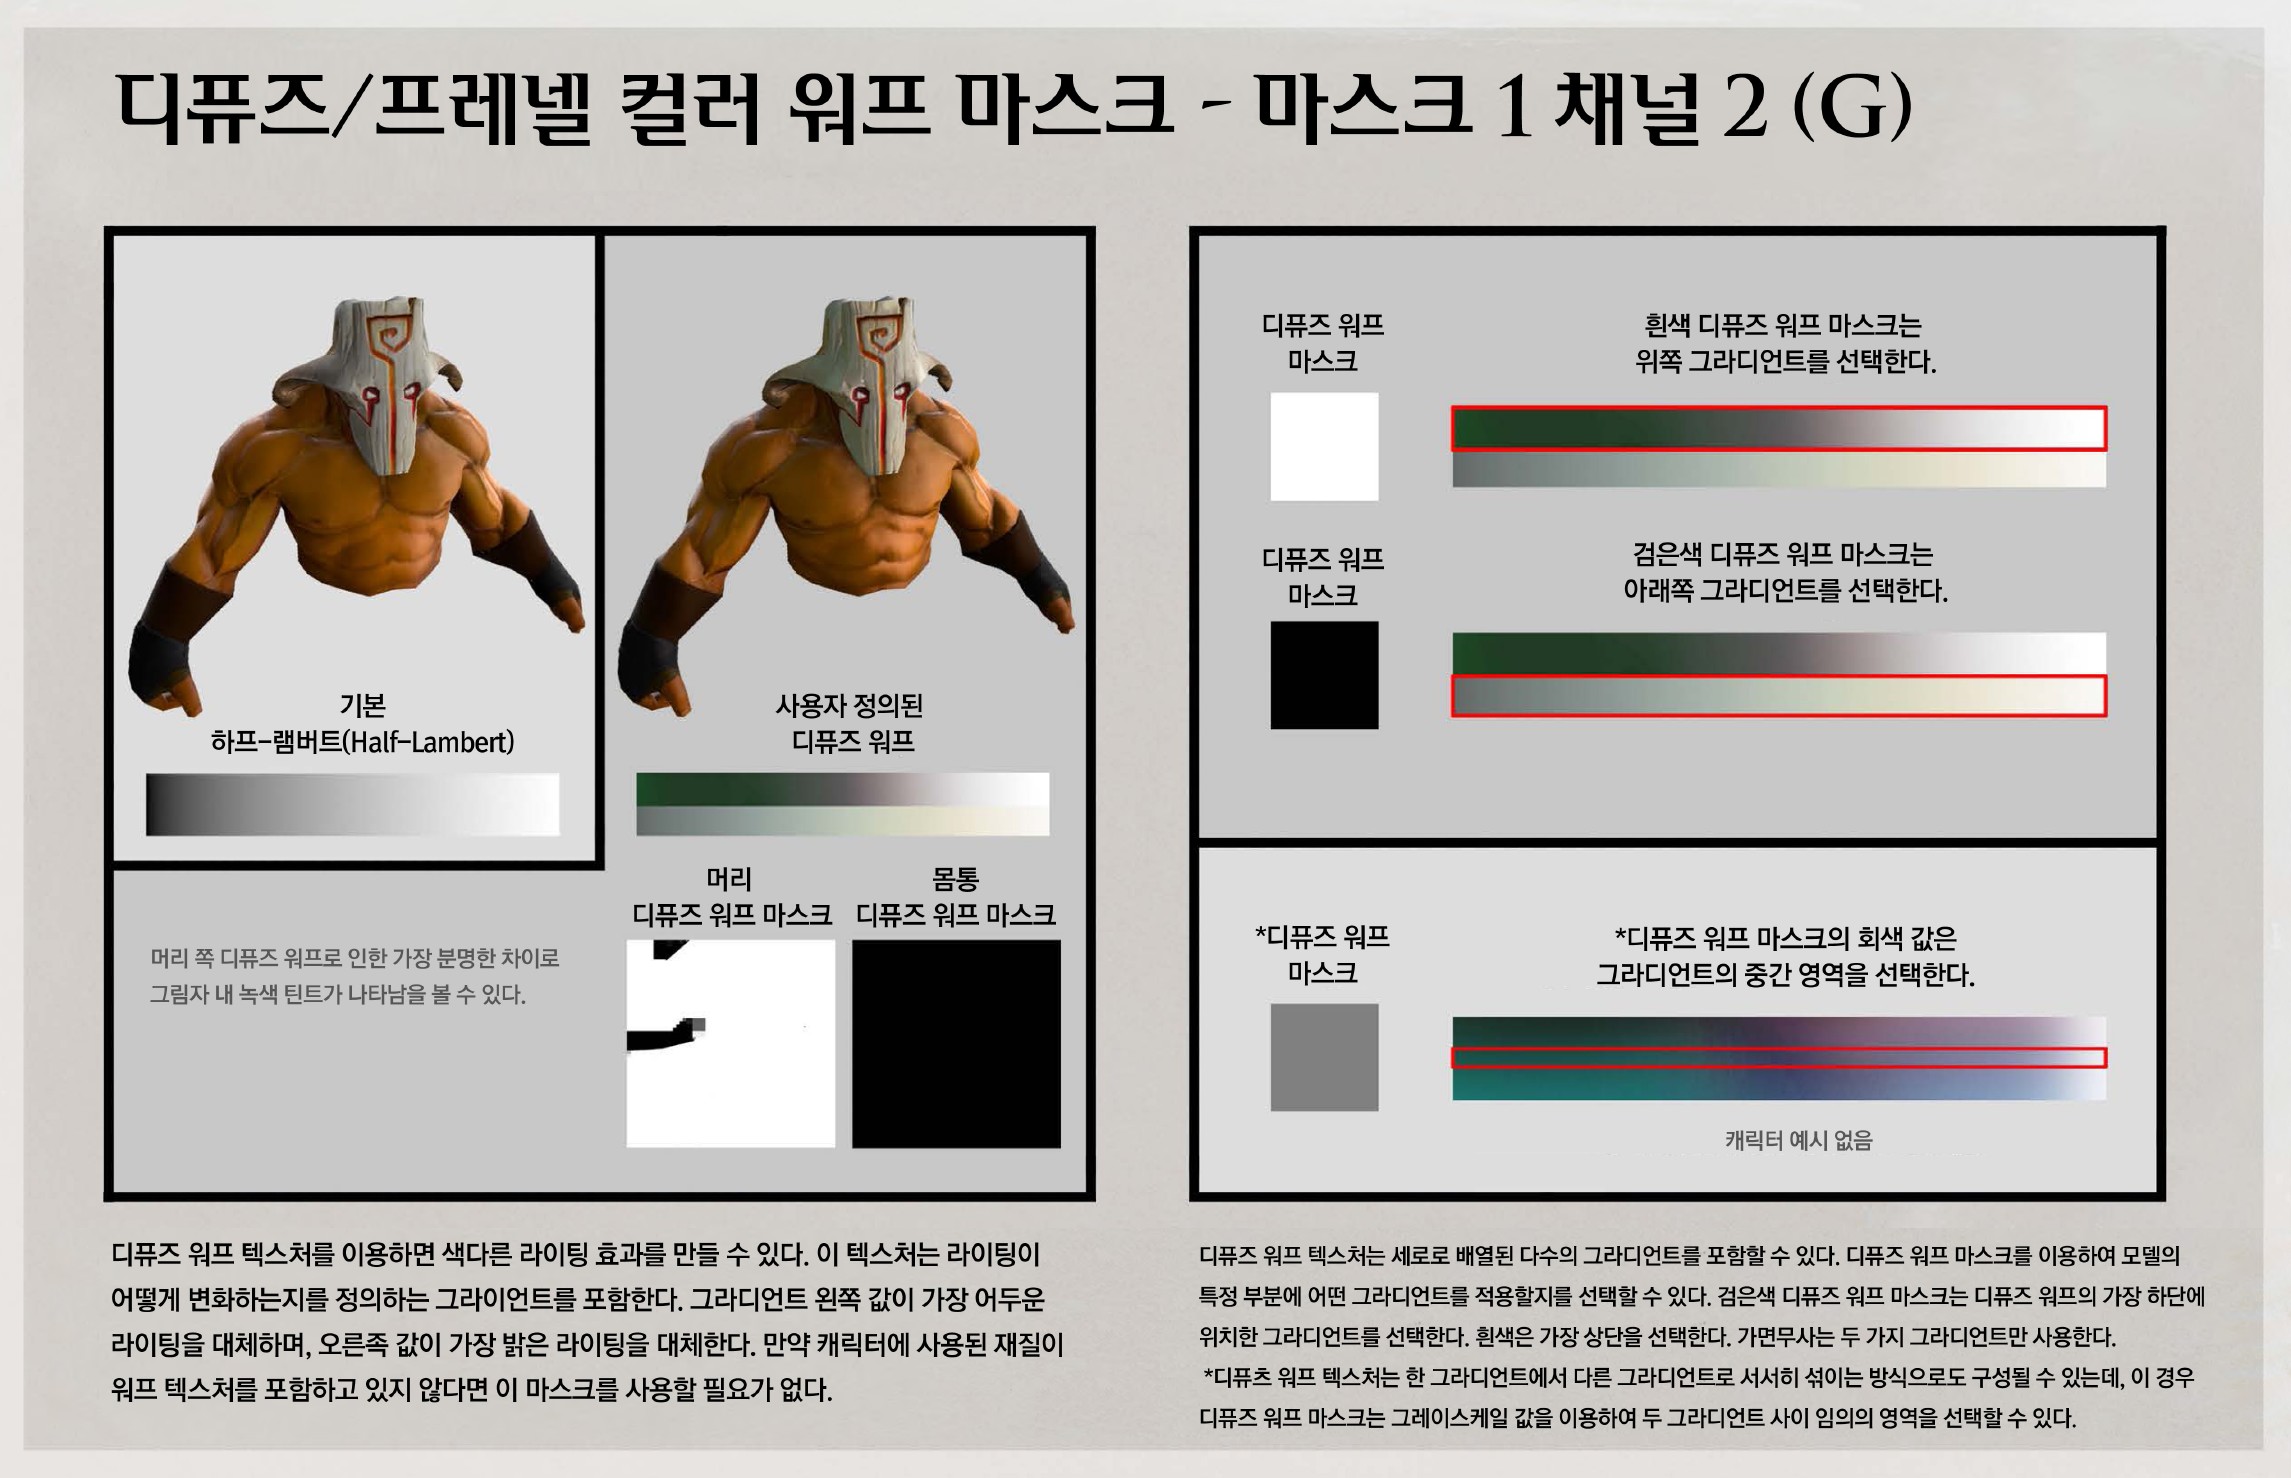 디퓨즈/프레넬 컬러 워프 마스크 - 마스크 1 채널 2 (G)
기본
하프-램버트(Half-Lambert)
사용자 정의된
디퓨즈 워프
머리
디퓨즈 워프 마스크
몸통
디퓨즈 워프 마스크
머리 쪽 디퓨즈 워프로 인한 가장 분명한 차이로
그림자 내 녹색 틴트가 나타남을 볼 수 있다.
디퓨즈 워프
마스크
흰색 디퓨즈 워프 마스크는
위쪽 그라디언트를 선택한다.
디퓨즈 워프
마스크
검은색 디퓨즈 워프 마스크는
아래쪽 그라디언트를 선택한다.
*디퓨즈 워프
마스크
*디퓨즈 워프 마스크의 회색 값은
그라디언트의 중간 영역을 선택한다.
캐릭터 예시 없음
디퓨즈 워프 텍스처를 이용하면 색다른 라이팅 효과를 만들 수 있다. 이 텍스처는 라이팅이
어떻게 변화하는지를 정의하는 그라이언트를 포함한다. 그라디언트 왼쪽 값이 가장 어두운
라이팅을 대체하며, 오른족 값이 가장 밝은 라이팅을 대체한다. 만약 캐릭터에 사용된 재질이
워프 텍스처를 포함하고 있지 않다면 이 마스크를 사용할 필요가 없다.
디퓨즈 워프 텍스처는 세로로 배열된 다수의 그라디언트를 포함할 수 있다. 디퓨즈 워프 마스크를 이용하여 모델의
특정 부분에 어떤 그라디언트를 적용할지를 선택할 수 있다. 검은색 디퓨즈 워프 마스크는 디퓨즈 워프의 가장 하단에
위치한 그라디언트를 선택한다. 흰색은 가장 상단을 선택한다. 가면무사는 두 가지 그라디언트만 사용한다.
*디퓨츠 워프 텍스처는 한 그라디언트에서 다른 그라디언트로 서서히 섞이는 방식으로도 구성될 수 있는데, 이 경우
디퓨즈 워프 마스크는 그레이스케일 값을 이용하여 두 그라디언트 사이 임의의 영역을 선택할 수 있다.